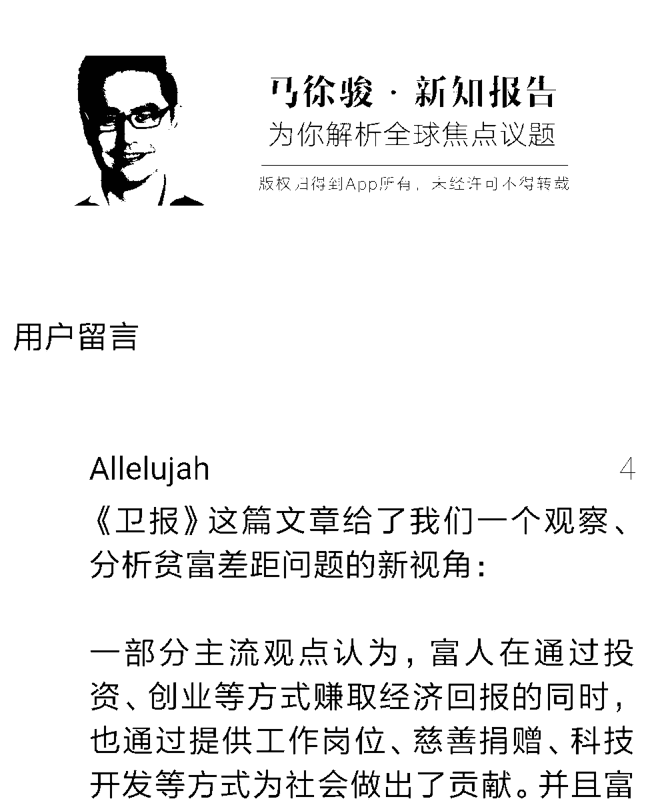 马徐骏·新知报告
为你解析全球焦点议题
版权归得到App所有，未经许可不得转载
用户留言
Allelujah 4
《卫报》这篇文章给了我们一个观察、
分析贫富差距问题的新视角：
一部分主流观点认为，富人在通过投
资、创业等方式赚取经济回报的同时，
也通过提供工作岗位、慈善捐赠、科技
开发等方式为社会做出了贡献。并且富